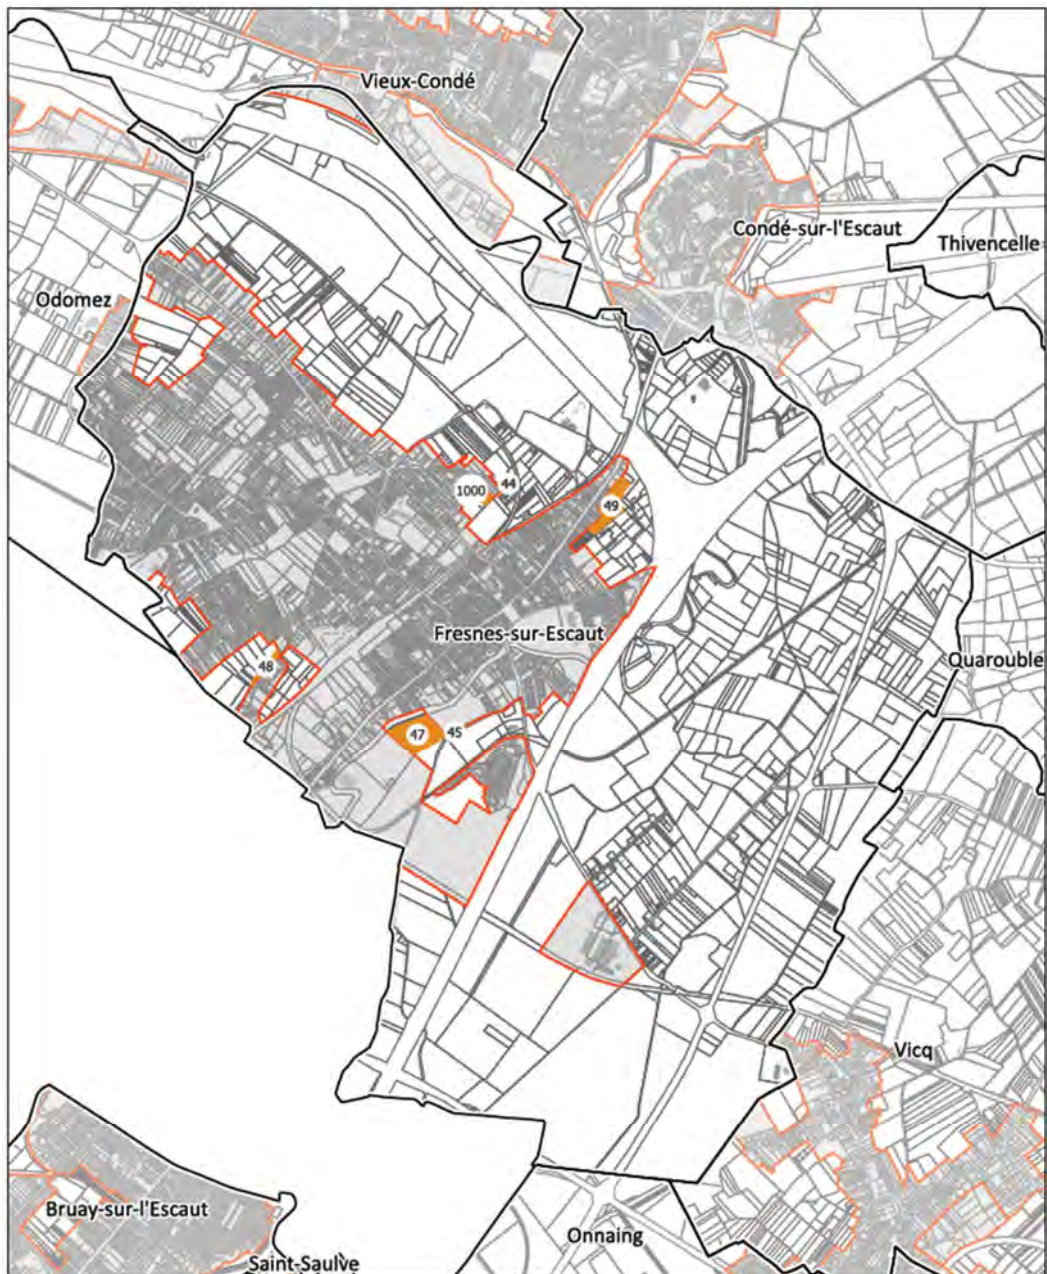 Vieux-Condé
Condé-sur-l'Escaut
Thivencelle
Odomez
44
1000
49
Fresnes-sur-Escaut
Quarouble
48
47
45
Vicq
Bruay-sur-l'Escaut
Onnaing
Saint-Saulve